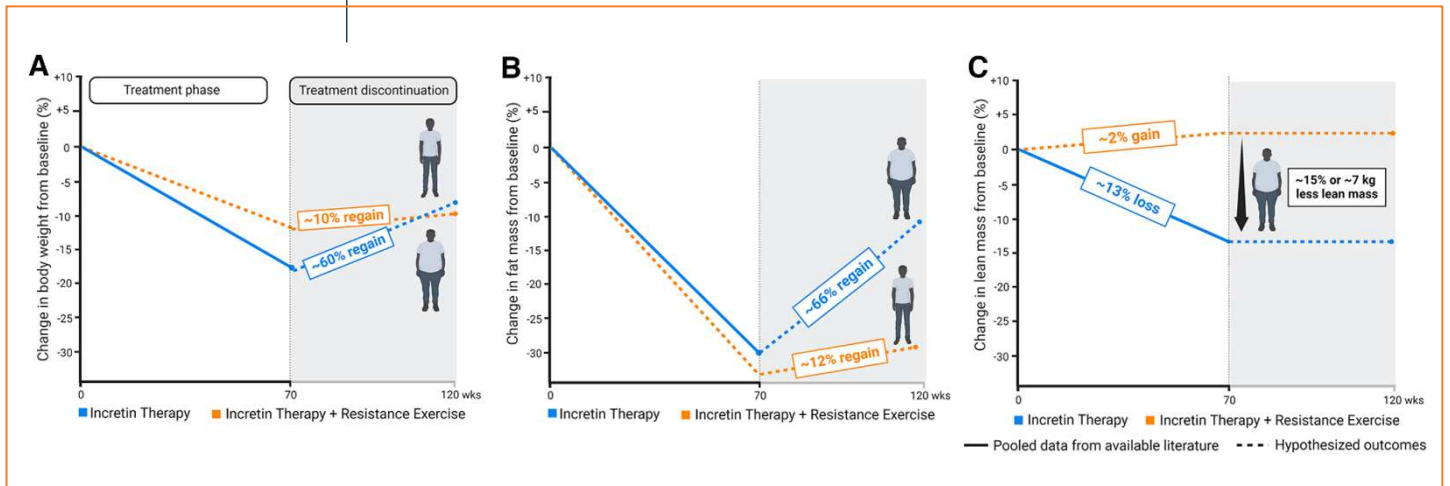 A
Change in body weight from baseline (%)
+10
+5
0
-5
-10
-15
-20
-25
-30
Treatment phase
Treatment discontinuation
~10% regain
~60% regain
0
70
120 wks
Incretin Therapy
Incretin Therapy + Resistance Exercise
B
Change in fat mass from baseline (%)
+10
+5
0
-5
-10
-15
-20
-25
-30
~66% regain
~12% regain
0
70
120 wks
Incretin Therapy
Incretin Therapy + Resistance Exercise
C
Change in lean mass from baseline (%)
+10
+5
0
-5
-10
-15
-20
-25
-30
~2% gain
~13% loss
~15% or ~7 kg
less lean mass
0
70
120 wks
Incretin Therapy
Incretin Therapy + Resistance Exercise
Pooled data from available literature
Hypothesized outcomes